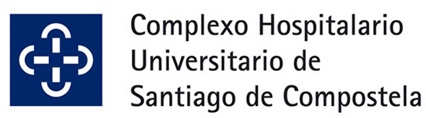 Complexo Hospitalario
Universitario de
Santiago de Compostela